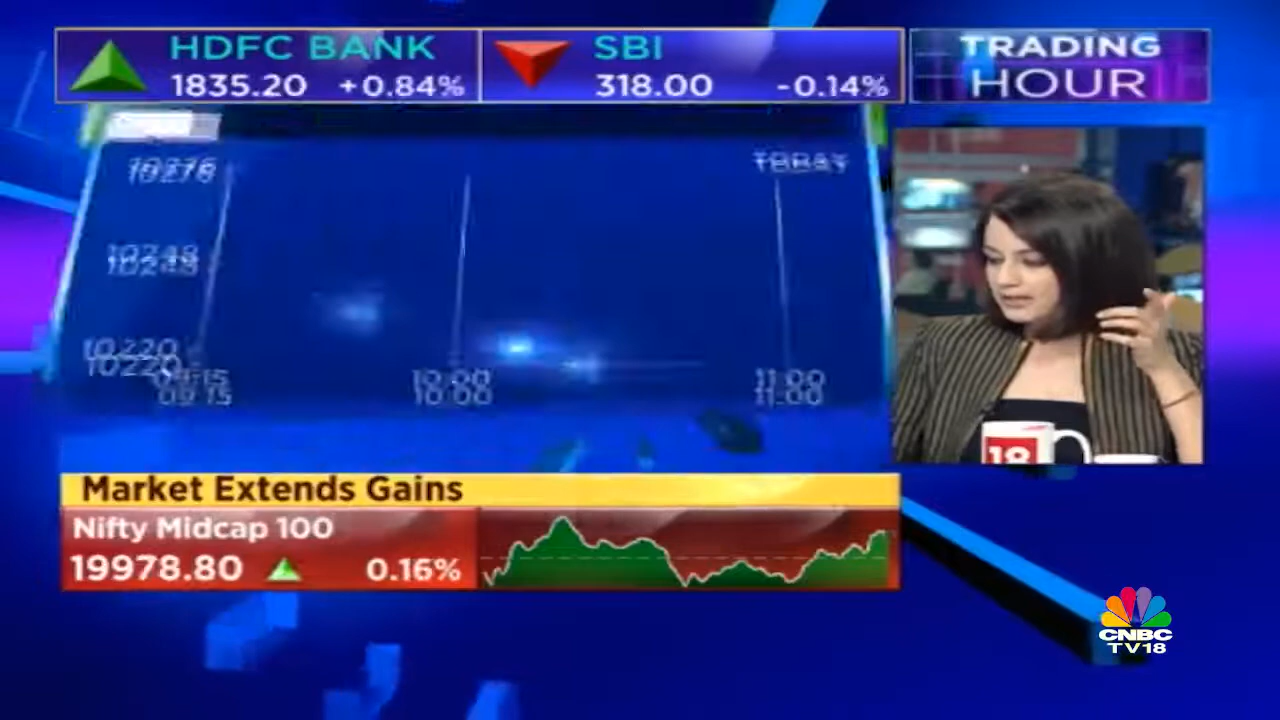 HDFC BANK
1835.20 +0.84%
SBI
318.00 -0.14%
TRADING
HOUR
10276
TODAY
10248
10220
09:15 10:00 11:00
18
Market Extends Gains
Nifty Midcap 100
19978.80 0.16%
CNBC
TV18